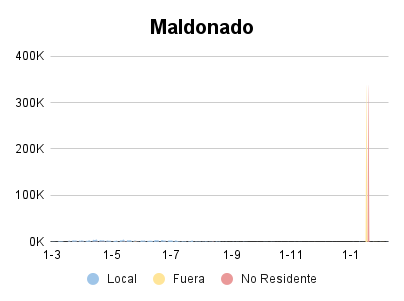 Maldonado
400K
300K
200K
100K
0K
1-3 1-5 1-7 1-9 1-11 1-1
Local Fuera No Residente